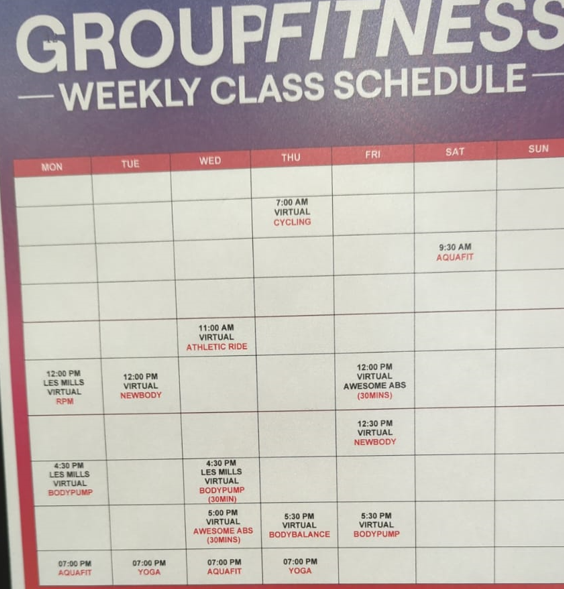 GROUPFITNESS
WEEKLY CLASS SCHEDULE
MON TUE WED THU FRI SAT SUN
7:00 AM
VIRTUAL
CYCLING
9:30 AM
AQUAFIT
11:00 AM
VIRTUAL
ATHLETIC RIDE
12:00 PM
LES MILLS
VIRTUAL
RPM
12:00 PM
VIRTUAL
NEWBODY
12:00 PM
VIRTUAL
AWESOME ABS
(30MINS)
12:30 PM
VIRTUAL
NEWBODY
4:30 PM
LES MILLS
VIRTUAL
BODYPUMP
4:30 PM
LES MILLS
VIRTUAL
BODYPUMP
(30MIN)
5:00 PM
VIRTUAL
AWESOME ABS
(30MINS)
5:30 PM
VIRTUAL
BODYBALANCE
5:30 PM
VIRTUAL
BODYPUMP
07:00 PM
AQUAFIT
07:00 PM
YOGA
07:00 PM
AQUAFIT
07:00 PM
YOGA